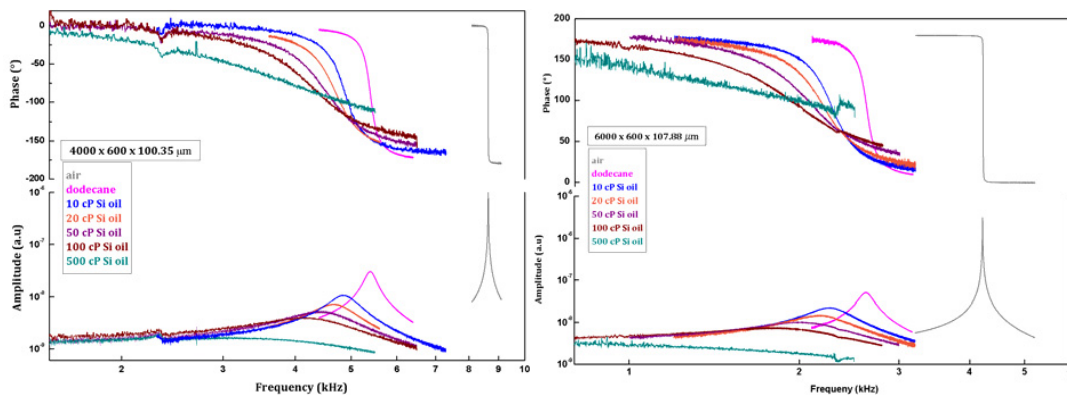 0
-50
-100
-150
-200
Phase (°)
4000 x 600 x 100.35 µm
air
dodecane
10 cP Si oil
20 cP Si oil
50 cP Si oil
100 cP Si oil
500 cP Si oil
10⁻⁶
10⁻⁷
10⁻⁸
10⁻⁹
Amplitude (a.u)
2 3 4 5 6 7 8 9 10
Frequency (kHz)
200
150
100
50
0
Phase (°)
6000 x 600 x 107.88 µm
air
dodecane
10 cP Si oil
20 cP Si oil
50 cP Si oil
100 cP Si oil
500 cP Si oil
10⁻⁵
10⁻⁶
10⁻⁷
10⁻⁸
10⁻⁹
Amplitude (a.u)
1 2 3 4 5
Frequeny (kHz)